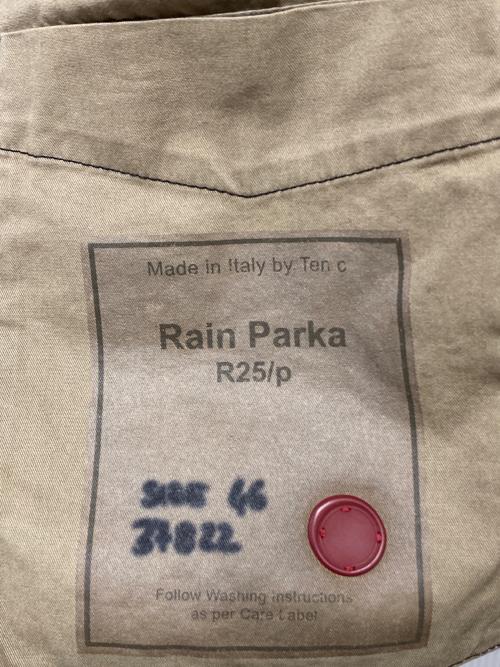 Made in Italy by Ten c
Rain Parka
R25/p
SIZE 46
37822
Follow Washing Instructions
as per Care Label